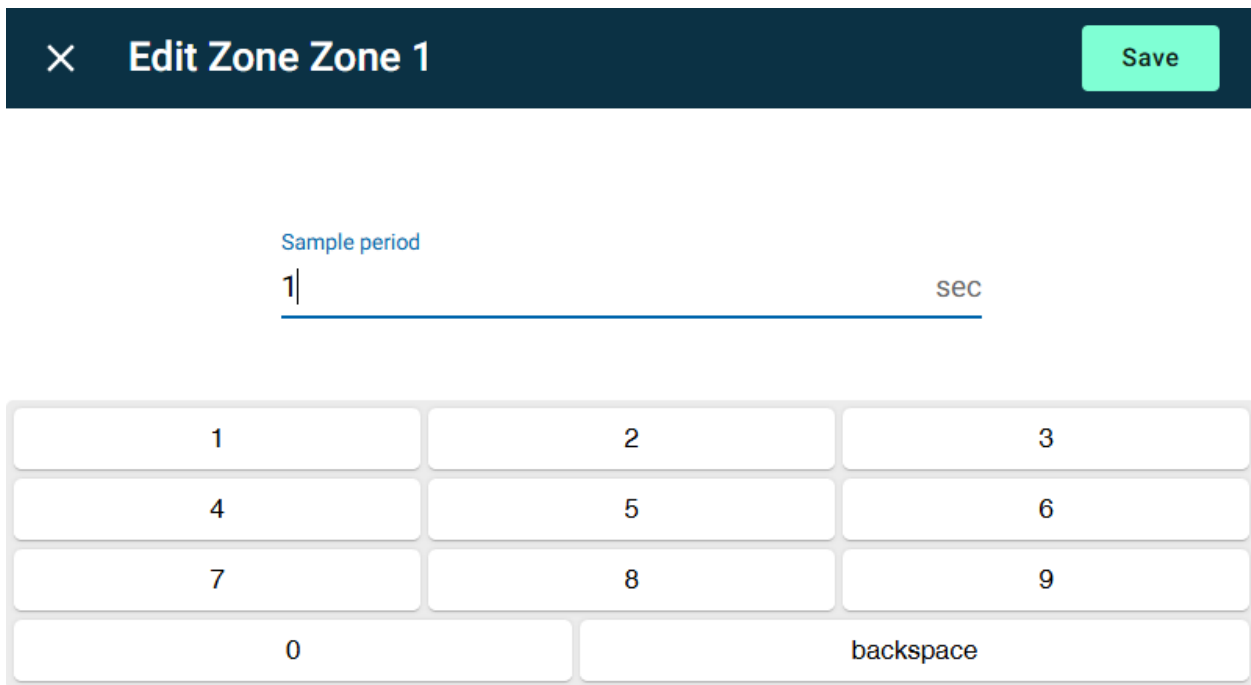 Edit Zone Zone 1
Save
Sample period
1
sec
1 2 3
4 5 6
7 8 9
0 backspace